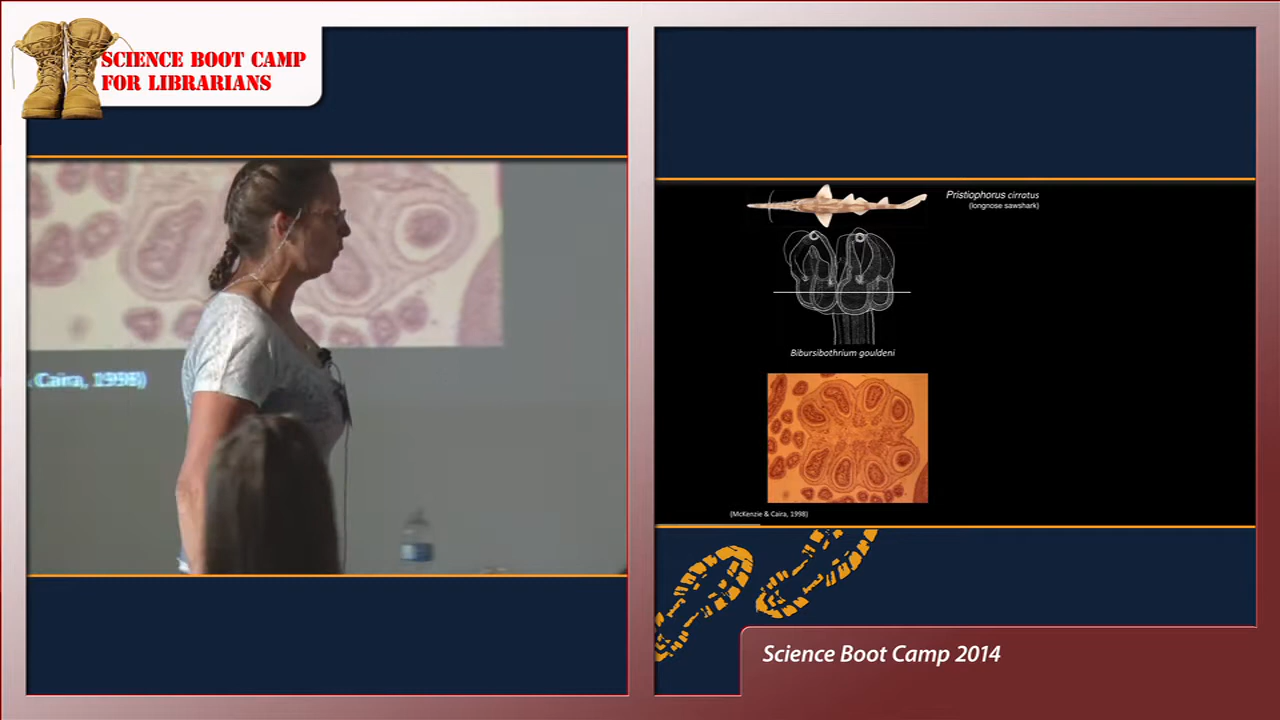 SCIENCE BOOT CAMP
FOR LIBRARIANS
Caira, 1998)
Pristiophorus cirratus
(longnose sawshark)
Bibursibothrium gouldeni
(McKenzie & Caira, 1998)
Science Boot Camp 2014